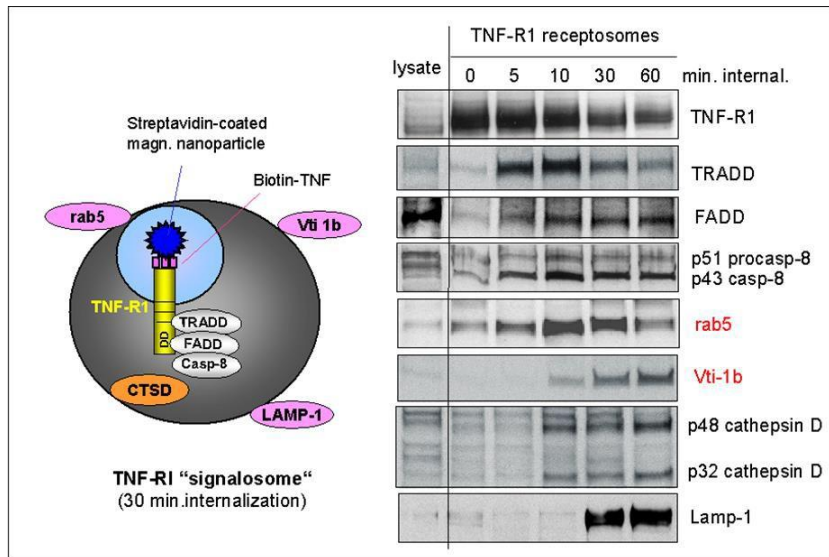 Streptavidin-coated
magn. nanoparticle
Biotin-TNF
rab5
Vti 1b
TNF-R1
TRADD
DD
FADD
Casp-8
CTSD
LAMP-1
TNF-RI "signalosome"
(30 min.internalization)
TNF-R1 receptosomes
lysate
0 5 10 30 60 min. internal.
TNF-R1
TRADD
FADD
p51 procasp-8
p43 casp-8
rab5
Vti-1b
p48 cathepsin D
p32 cathepsin D
Lamp-1